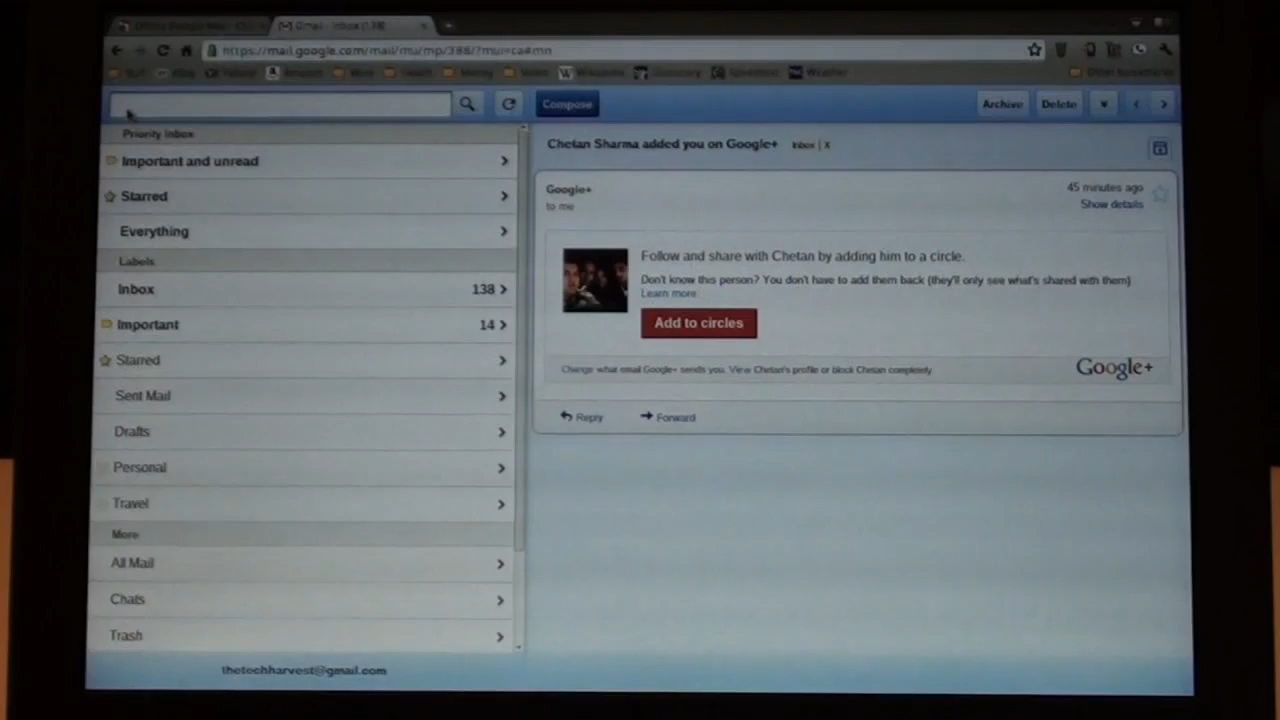 Gmail - Inbox (138)
https://mail.google.com/mail/mu/mp/386/?mui=ca#mn
Weather
Compose
Archive
Delete
Priority Inbox
Important and unread
Starred
Everything
Labels
Inbox 138
Important 14
Starred
Sent Mail
Drafts
Personal
Travel
More
All Mail
Chats
Trash
thetechharvest@gmail.com
Chetan Sharma added you on Google+ Inbox | X
Google+ 45 minutes ago
to me Show details
Follow and share with Chetan by adding him to a circle.
Don't know this person? You don't have to add them back (they'll only see what's shared with them)
Learn more
Add to circles
Change what email Google+ sends you. View Chetan's profile or block Chetan completely
Google+
Reply Forward